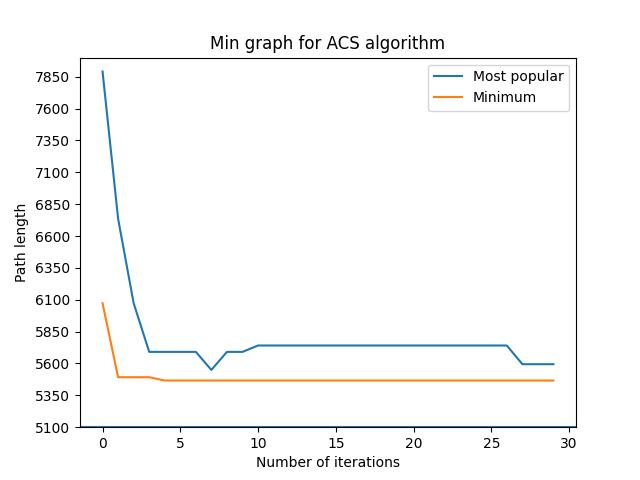 Min graph for ACS algorithm
Most popular
Minimum
Path length
7850
7600
7350
7100
6850
6600
6350
6100
5850
5600
5350
5100
0 5 10 15 20 25 30
Number of iterations